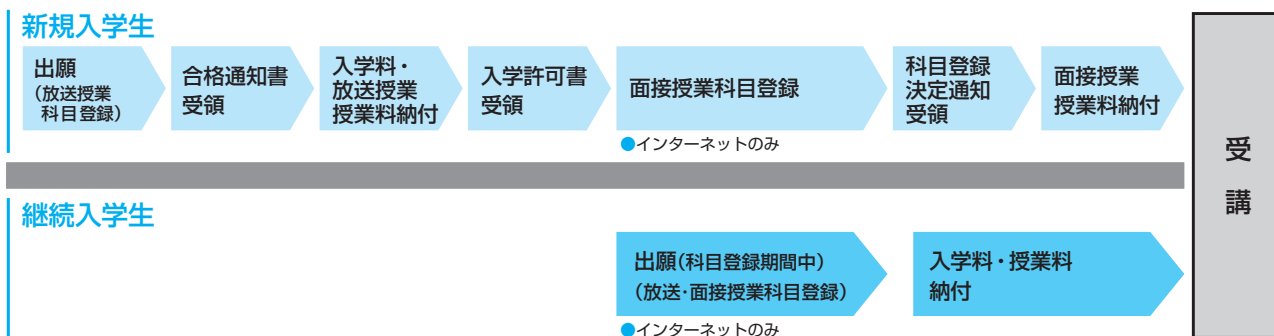 新規入学生
出願
(放送授業
科目登録)
合格通知書
受領
入学料・
放送授業
授業料納付
入学許可書
受領
面接授業科目登録
●インターネットのみ
科目登録
決定通知
受領
面接授業
授業料納付
継続入学生
出願(科目登録期間中)
(放送・面接授業科目登録)
●インターネットのみ
入学料・授業料
納付
受
講